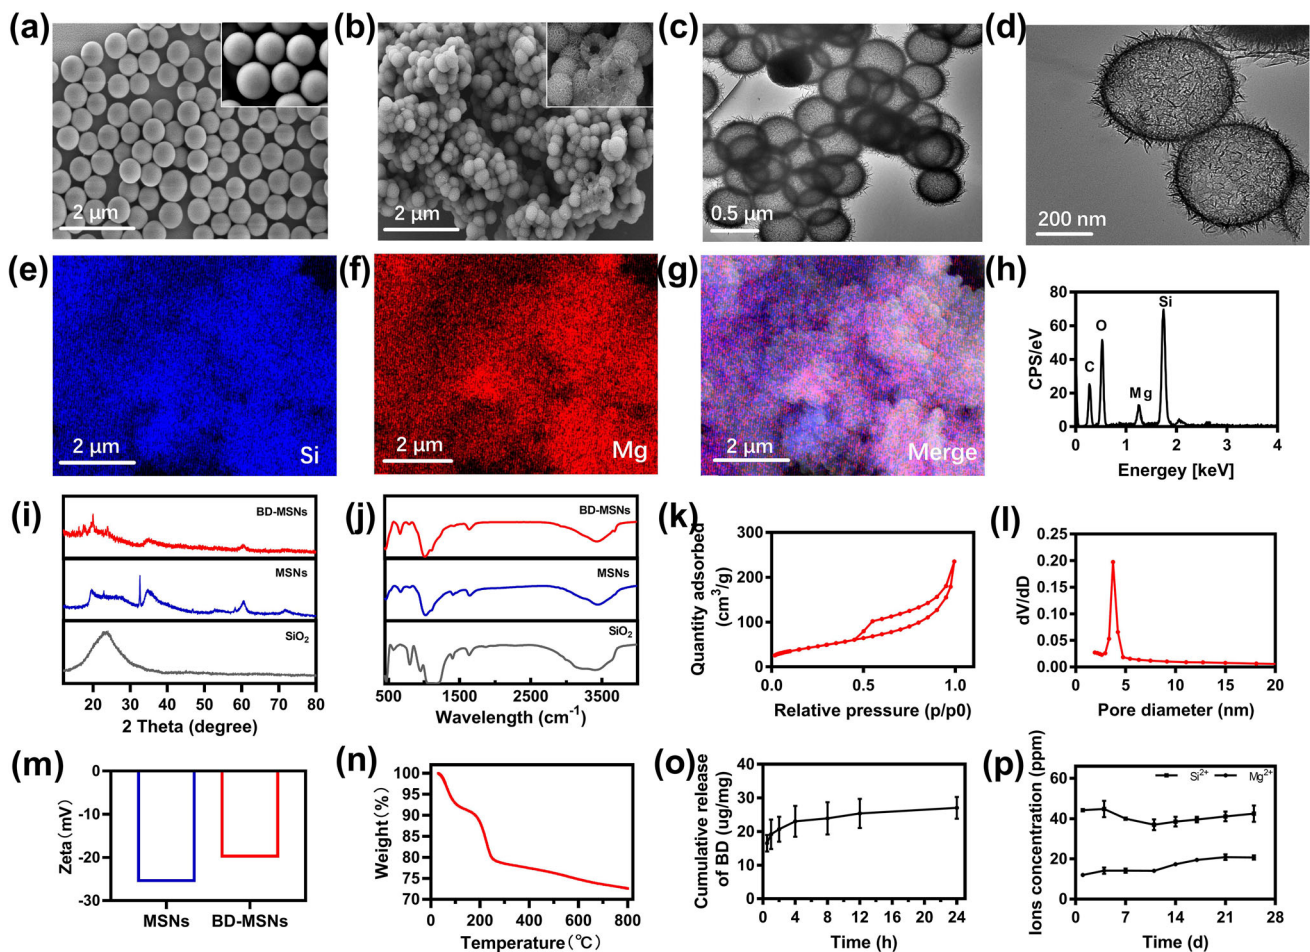 (a)
2 μm
(b)
2 μm
(c)
0.5 μm
(d)
200 nm
(e)
2 μm
Si
(f)
2 μm
Mg
(g)
2 μm
Merge
(h)
CPS/eV
80
60
40
20
0
C
O
Mg
Si
0 1 2 3 4
Energey [keV]
(i)
BD-MSNs
MSNs
SiO₂
20 30 40 50 60 70 80
2 Theta (degree)
(j)
BD-MSNs
MSNs
SiO₂
500 1500 2500 3500
Wavelength (cm⁻¹)
(k)
Quantity adsorbed
(cm³/g)
300
200
100
0
0.0 0.5 1.0
Relative pressure (p/p0)
(l)
dV/dD
0.25
0.20
0.15
0.10
0.05
0.00
0 5 10 15 20
Pore diameter (nm)
(m)
Zeta(mV)
0
-10
-20
-30
MSNs BD-MSNs
(n)
Weight(%)
100
95
90
85
80
75
70
0 200 400 600 800
Temperature(℃)
(o)
Cumulative release
of BD (ug/mg)
40
30
20
10
0
0 4 8 12 16 20 24
Time (h)
(p)
Ions concentration (ppm)
60
40
20
0
Si²⁺ Mg²⁺
0 7 14 21 28
Time (d)